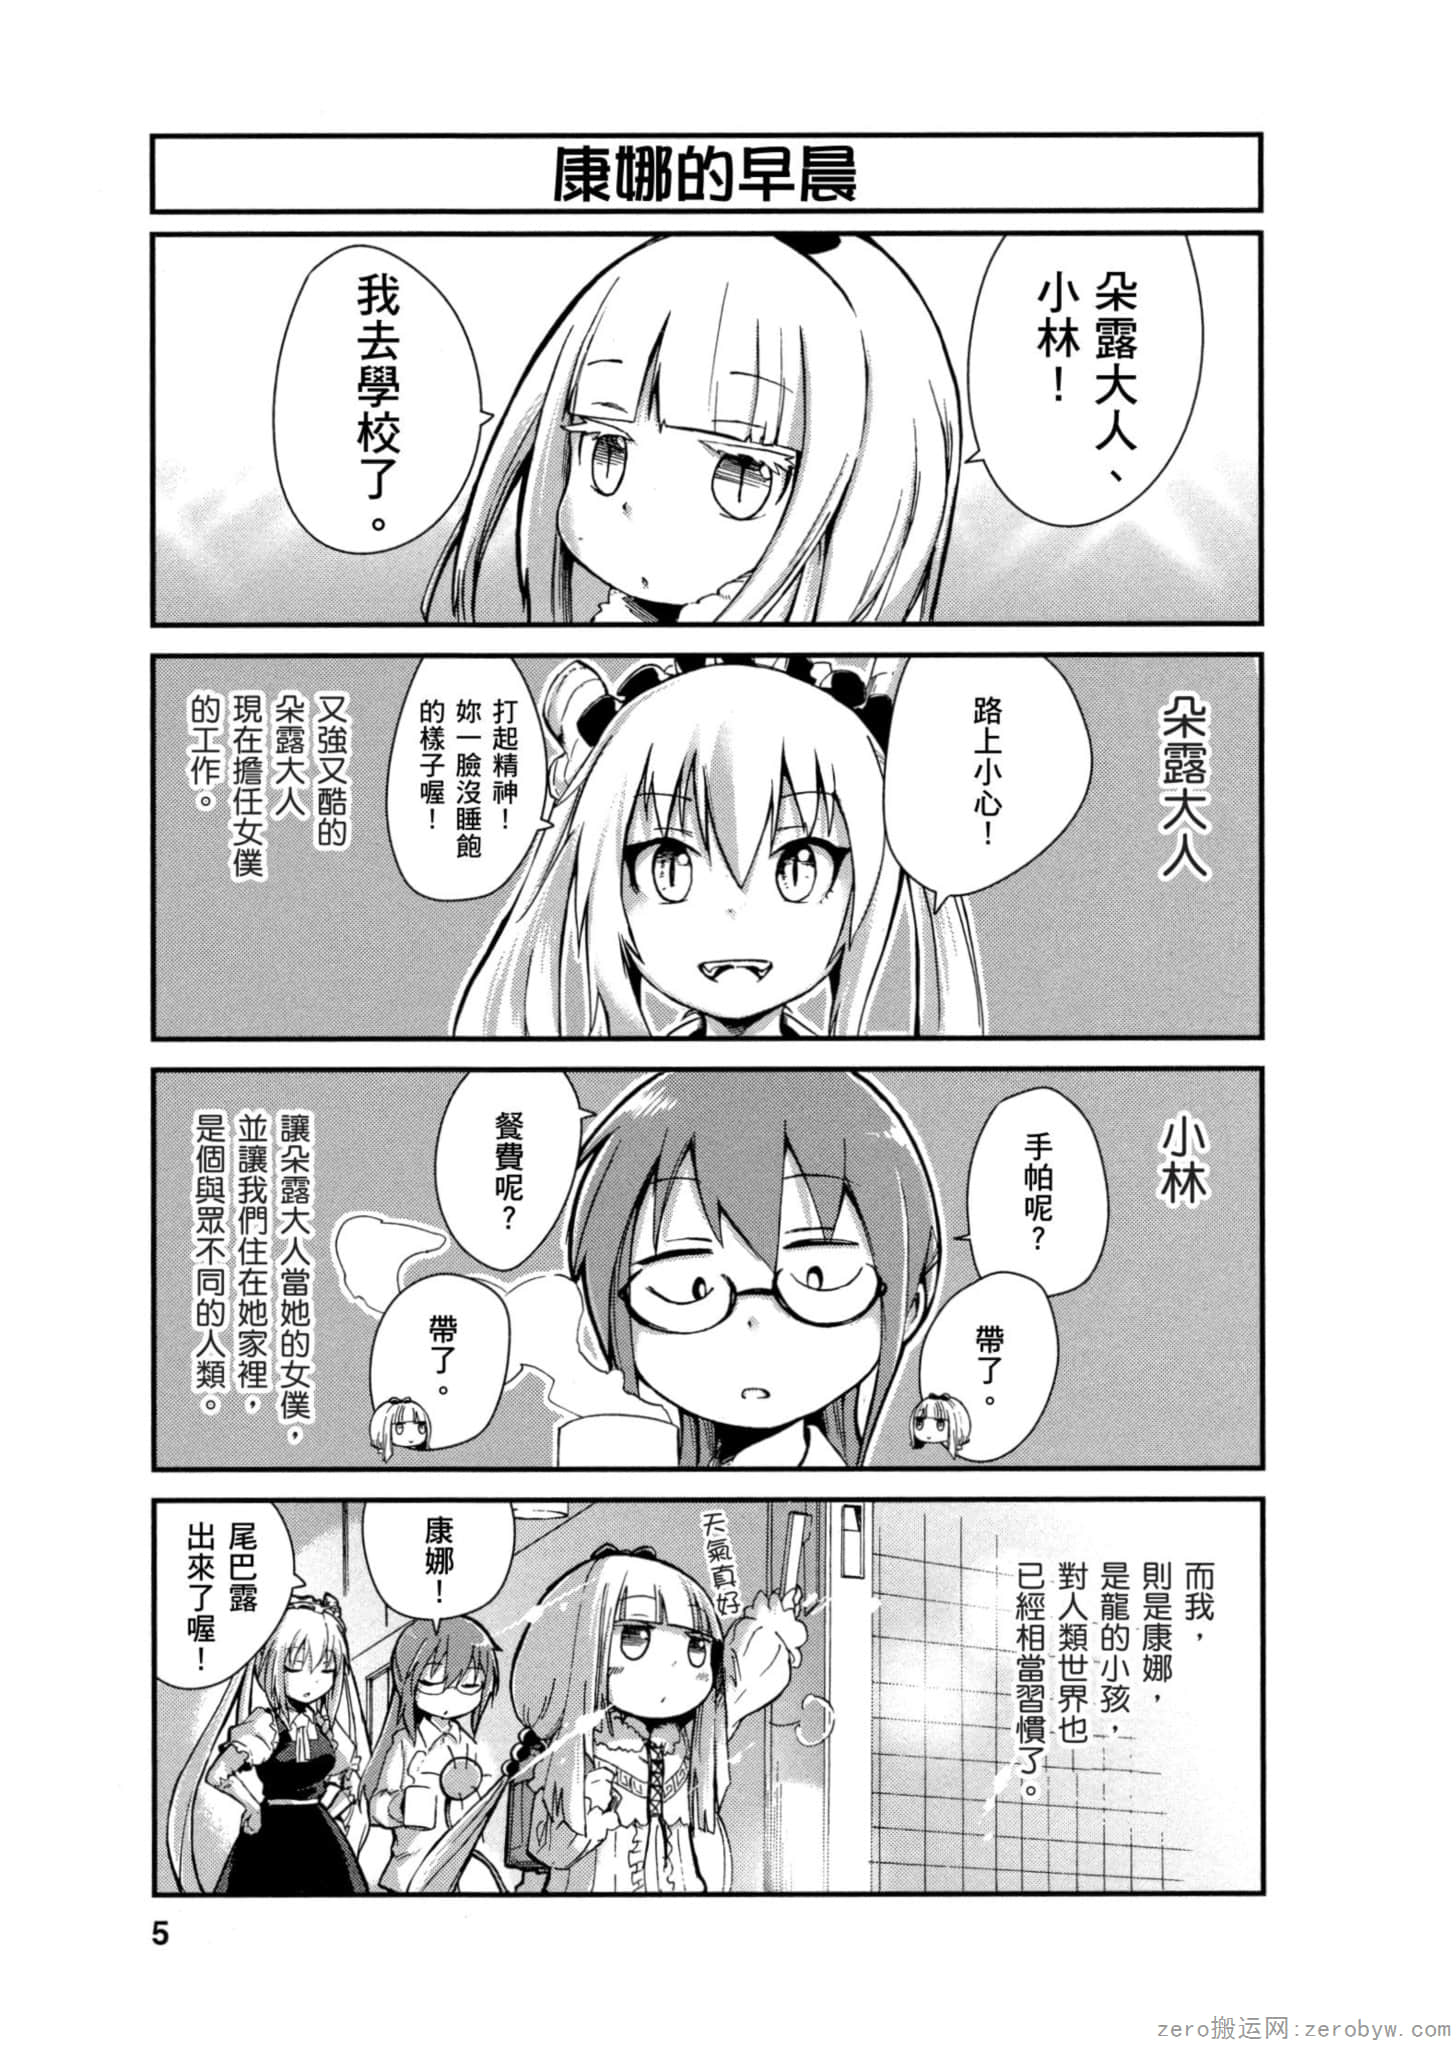 康娜的早晨
朵露大人、
小林！
我去學校了。
朵露大人
路上小心！
打起精神！
妳一臉沒睡飽
的樣子喔！
又強又酷的
朵露大人
現在擔任女僕
的工作。
小林
手帕呢？
帶了。
餐費呢？
帶了。
讓朵露大人當她的女僕，
並讓我們住在她家裡，
是個與眾不同的人類。
而我，
則是康娜，
是龍的小孩，
對人類世界也
已經相當習慣了。
天氣真好
康娜！
尾巴露
出來了喔！
5
zero搬运网:zerobyw.com